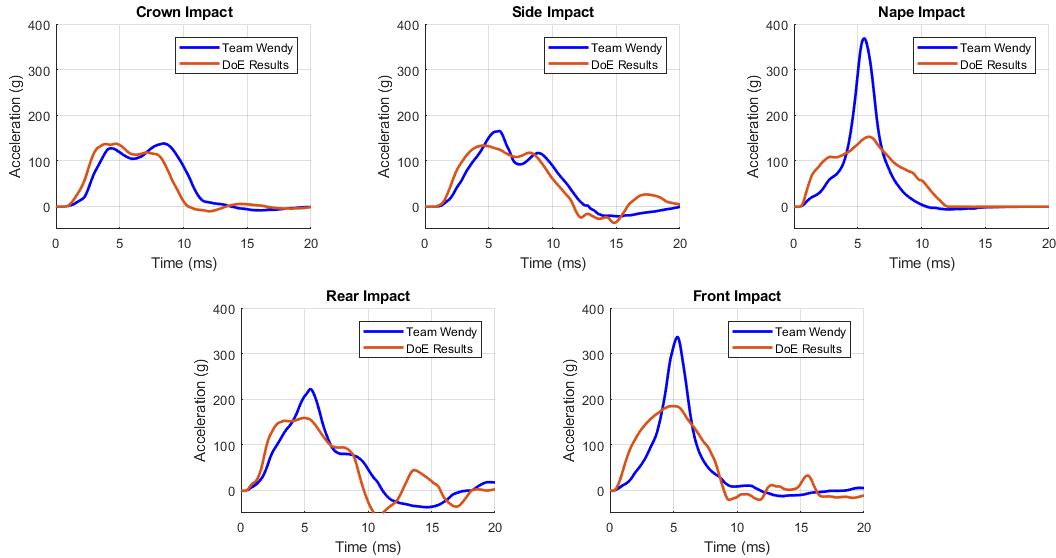 Crown Impact
400
300
200
100
0
Acceleration (g)
Team Wendy
DoE Results
0 5 10 15 20
Time (ms)
Side Impact
400
300
200
100
0
Acceleration (g)
Team Wendy
DoE Results
0 5 10 15 20
Time (ms)
Nape Impact
400
300
200
100
0
Acceleration (g)
Team Wendy
DoE Results
0 5 10 15 20
Time (ms)
Rear Impact
400
300
200
100
0
Acceleration (g)
Team Wendy
DoE Results
0 5 10 15 20
Time (ms)
Front Impact
400
300
200
100
0
Acceleration (g)
Team Wendy
DoE Results
0 5 10 15 20
Time (ms)